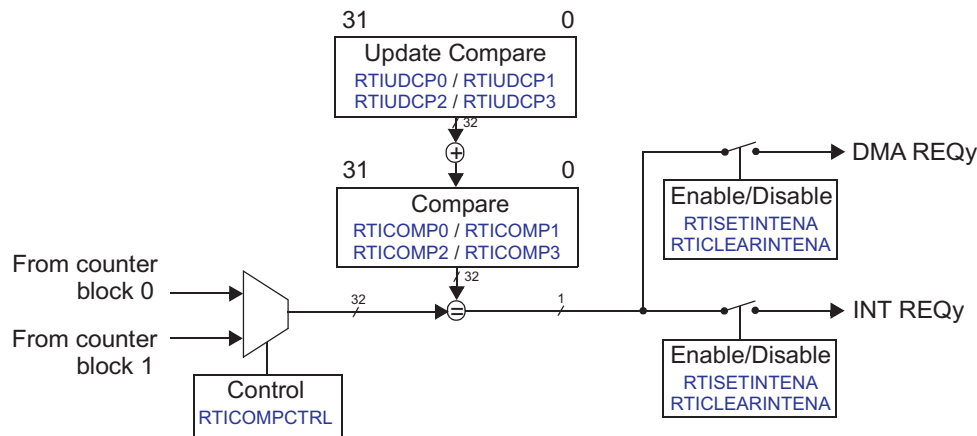 31 0
Update Compare
RTIUDCP0 / RTIUDCP1
RTIUDCP2 / RTIUDCP3
32
+
31 0
Compare
RTICOMP0 / RTICOMP1
RTICOMP2 / RTICOMP3
32
DMA REQy
Enable/Disable
RTISETINTENA
RTICLEARINTENA
From counter
block 0
From counter
block 1
32
=
1
INT REQy
Enable/Disable
RTISETINTENA
RTICLEARINTENA
Control
RTICOMPCTRL